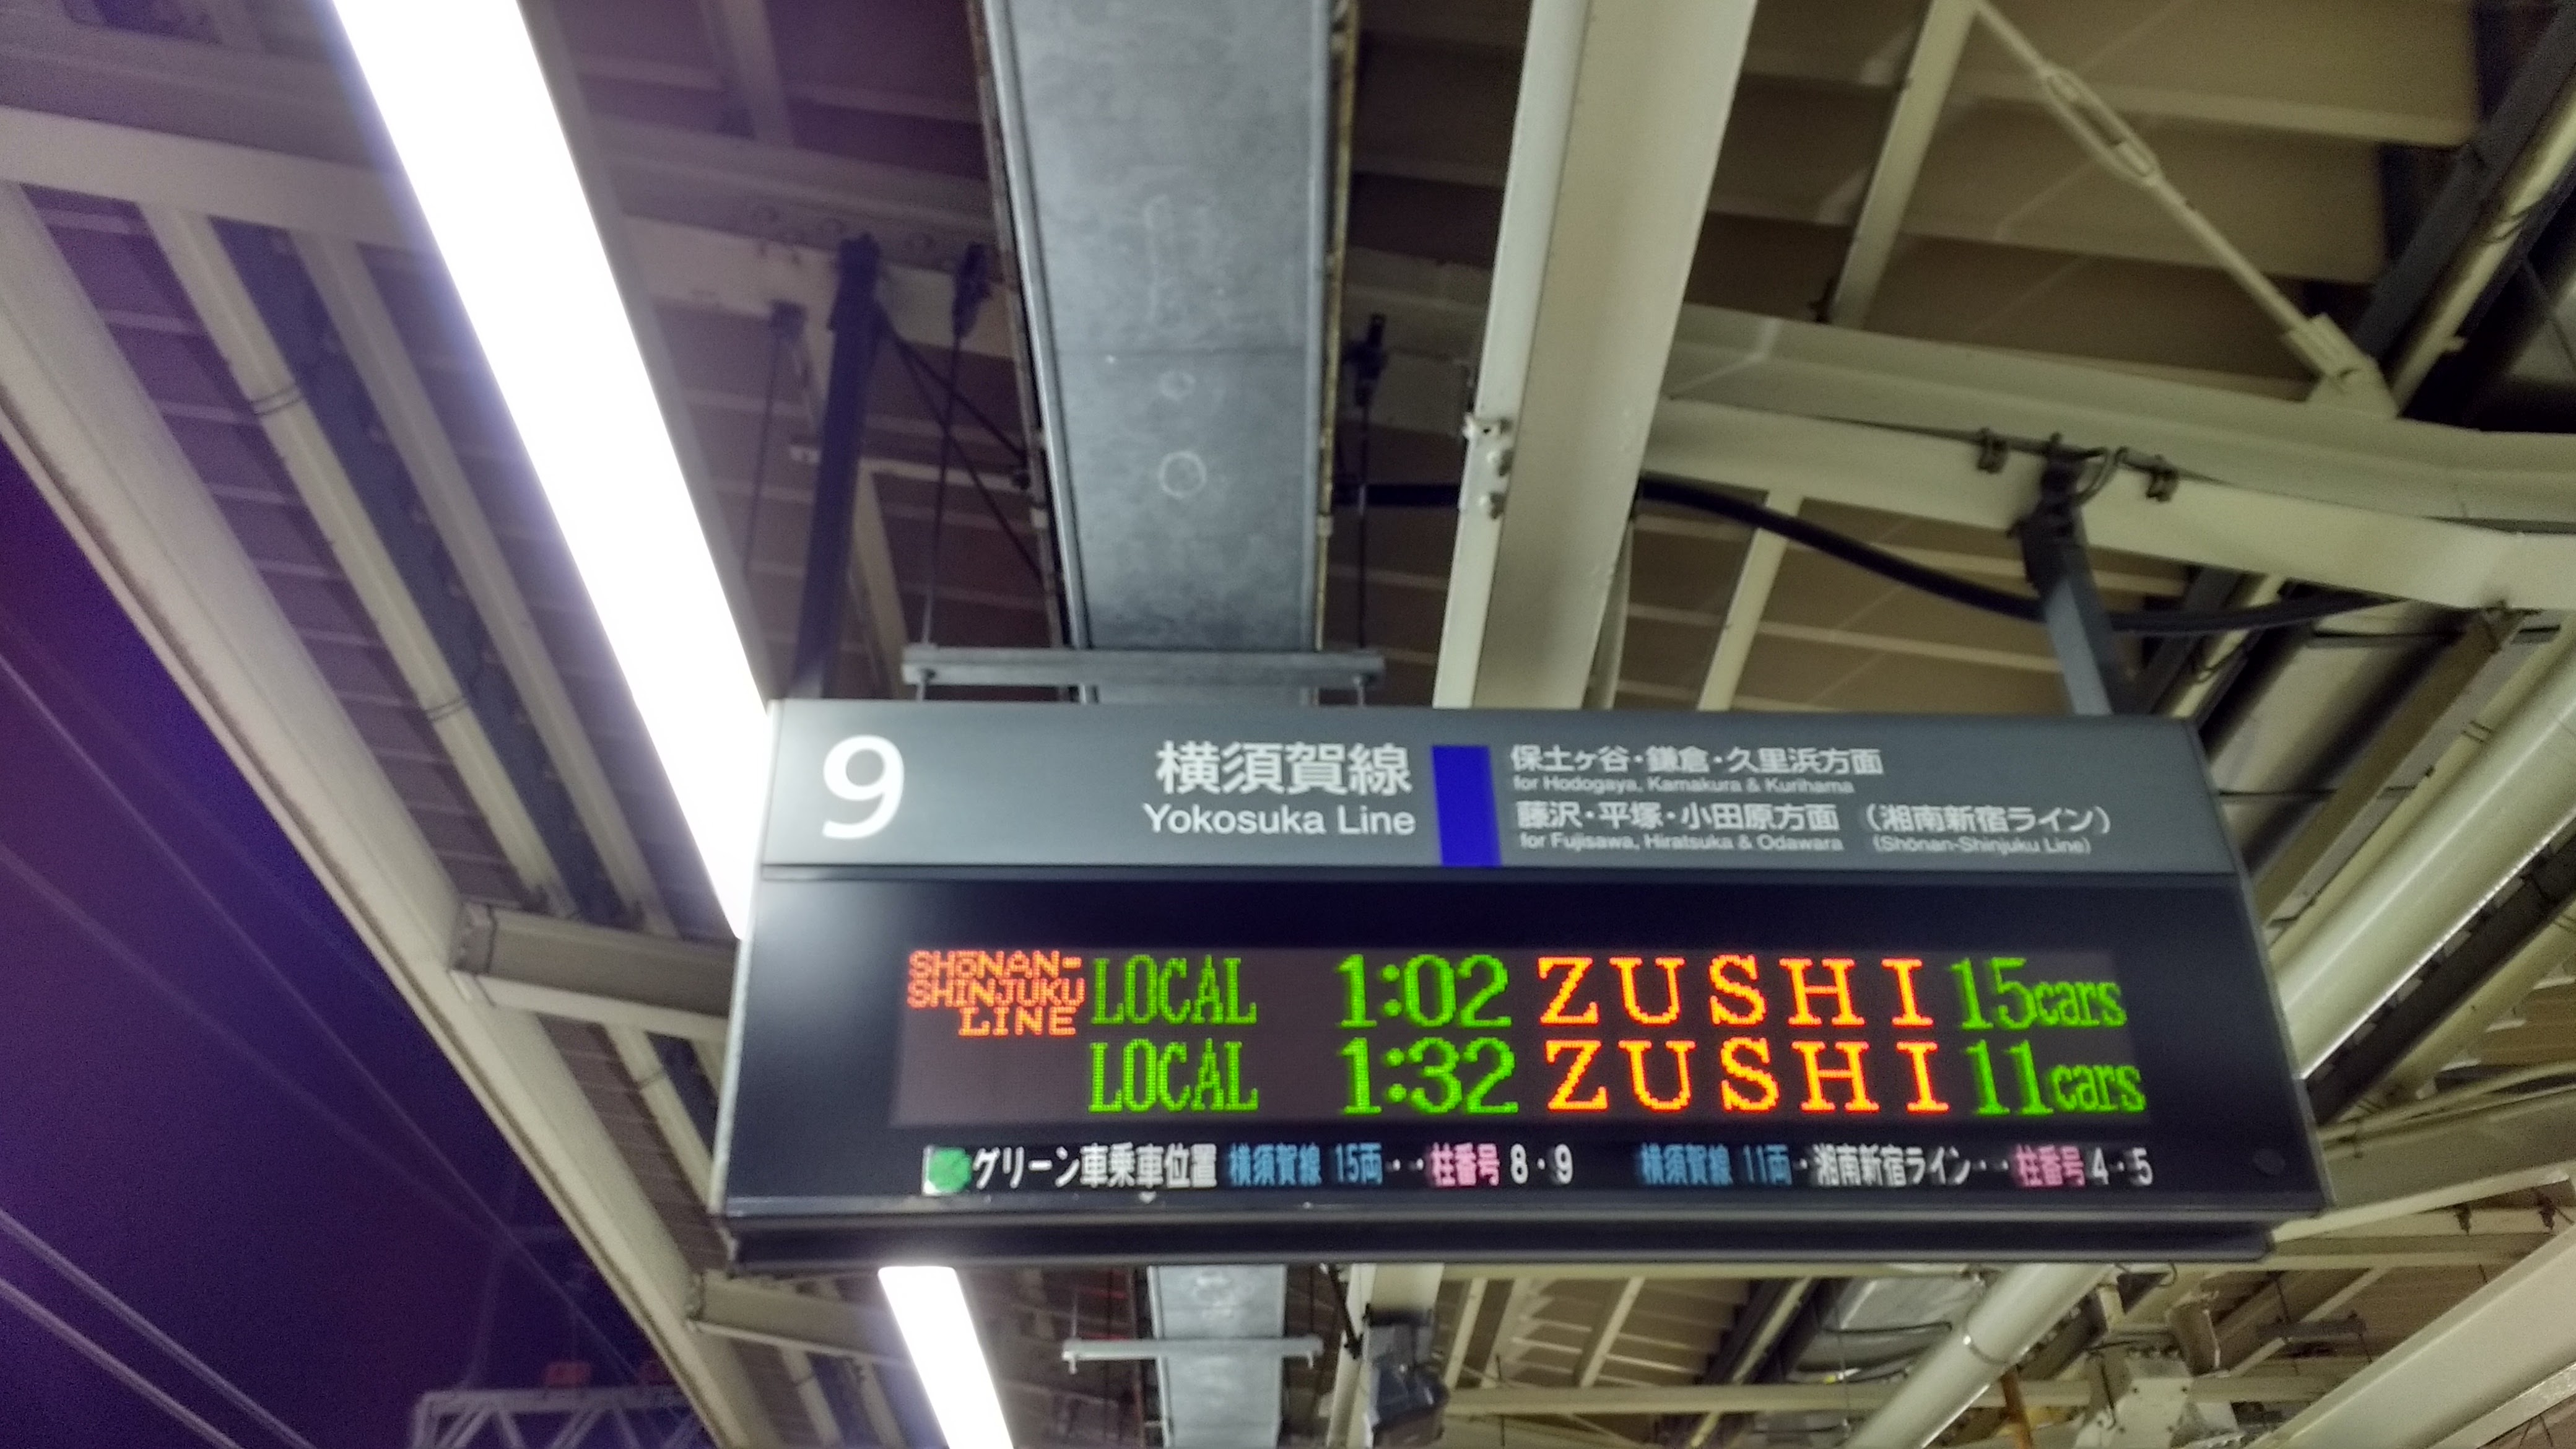 9
横須賀線
Yokosuka Line
保土ヶ谷・鎌倉・久里浜方面
for Hodogaya, Kamakura & Kurihama
藤沢・平塚・小田原方面 (湘南新宿ライン)
for Fujisawa, Hiratsuka & Odawara (Shōnan-Shinjuku Line)
SHŌNAN-
SHINJUKU
LINE
LOCAL 1:02 ZUSHI 15cars
LOCAL 1:32 ZUSHI 11cars
グリーン車乗車位置 横須賀線 15両・・柱番号 8・9 横須賀線 11両・湘南新宿ライン・・柱番号 4・5